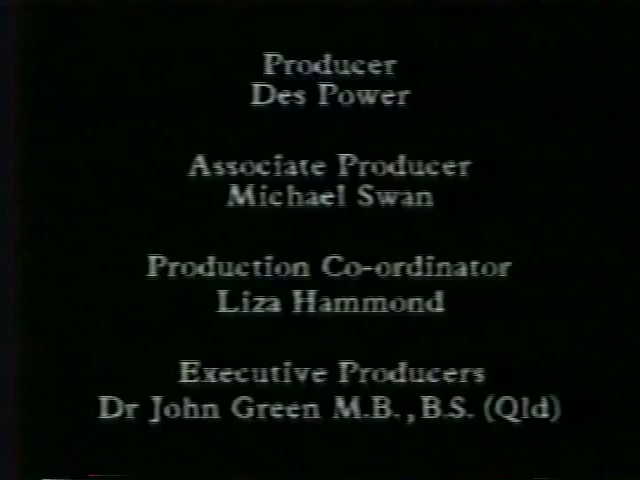 Producer
Des Power
Associate Producer
Michael Swan
Production Co-ordinator
Liza Hammond
Executive Producers
Dr John Green M.B., B.S. (Qld)